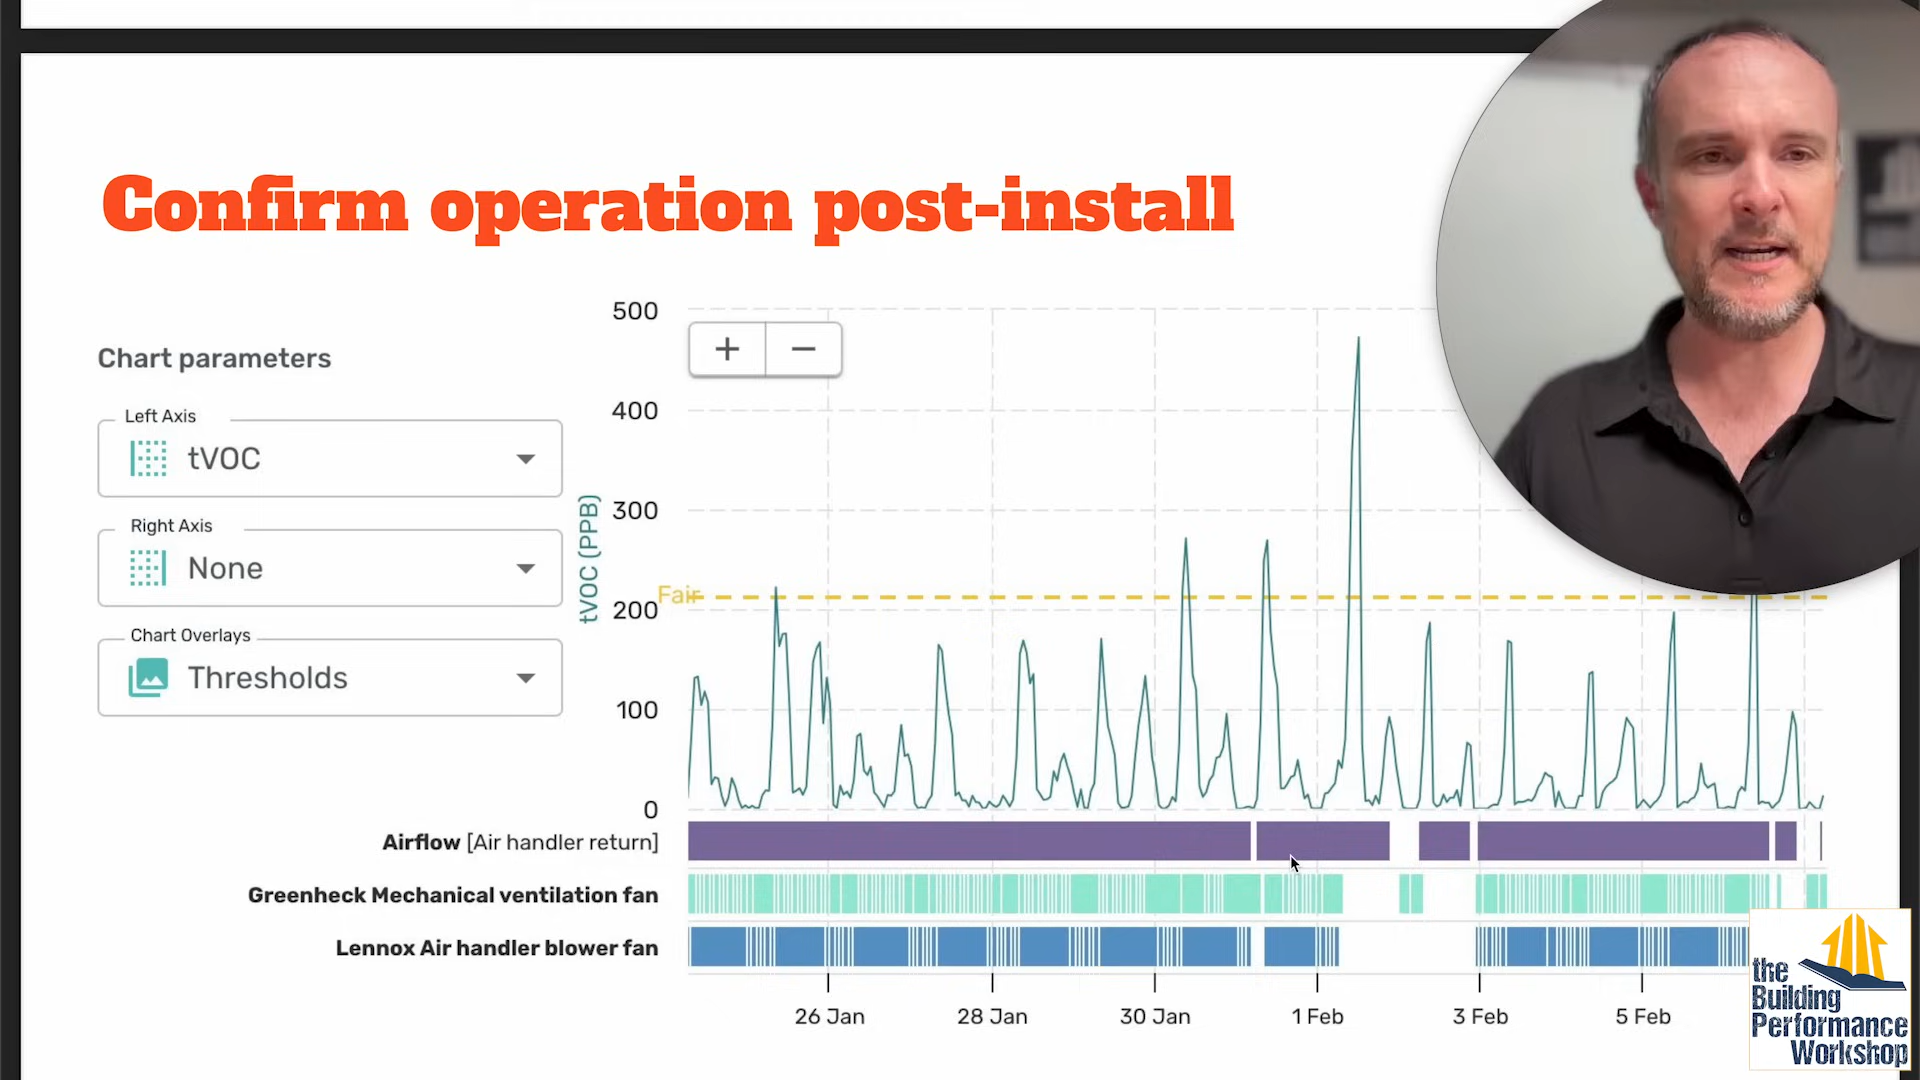 Confirm operation post-install
Chart parameters
Left Axis
tVOC
Right Axis
None
Chart Overlays
Thresholds
tVOC (PPB)
500
400
300
200
100
0
Fair
+ −
Airflow [Air handler return]
Greenheck Mechanical ventilation fan
Lennox Air handler blower fan
26 Jan 28 Jan 30 Jan 1 Feb 3 Feb 5 Feb
the
Building
Performance
Workshop